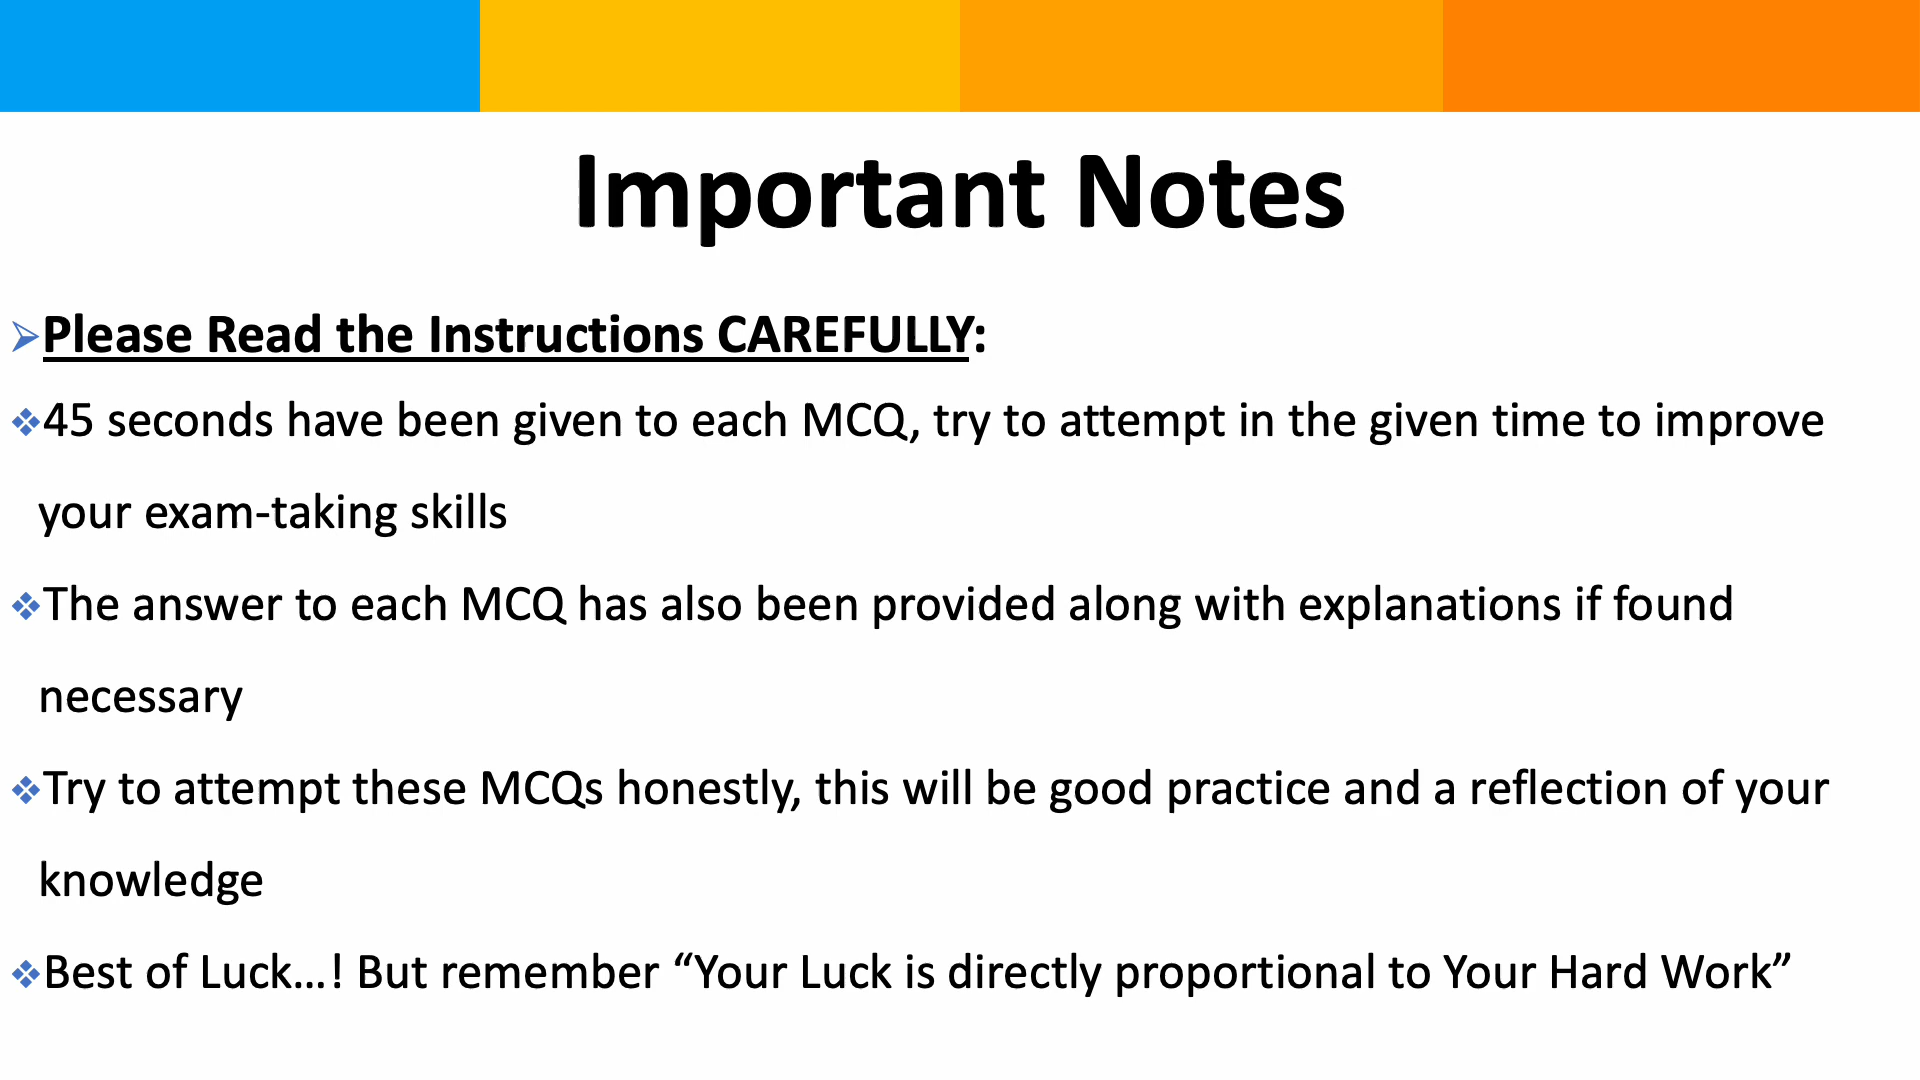 Important Notes
➢Please Read the Instructions CAREFULLY:
❖45 seconds have been given to each MCQ, try to attempt in the given time to improve
your exam-taking skills
❖The answer to each MCQ has also been provided along with explanations if found
necessary
❖Try to attempt these MCQs honestly, this will be good practice and a reflection of your
knowledge
❖Best of Luck…! But remember “Your Luck is directly proportional to Your Hard Work”